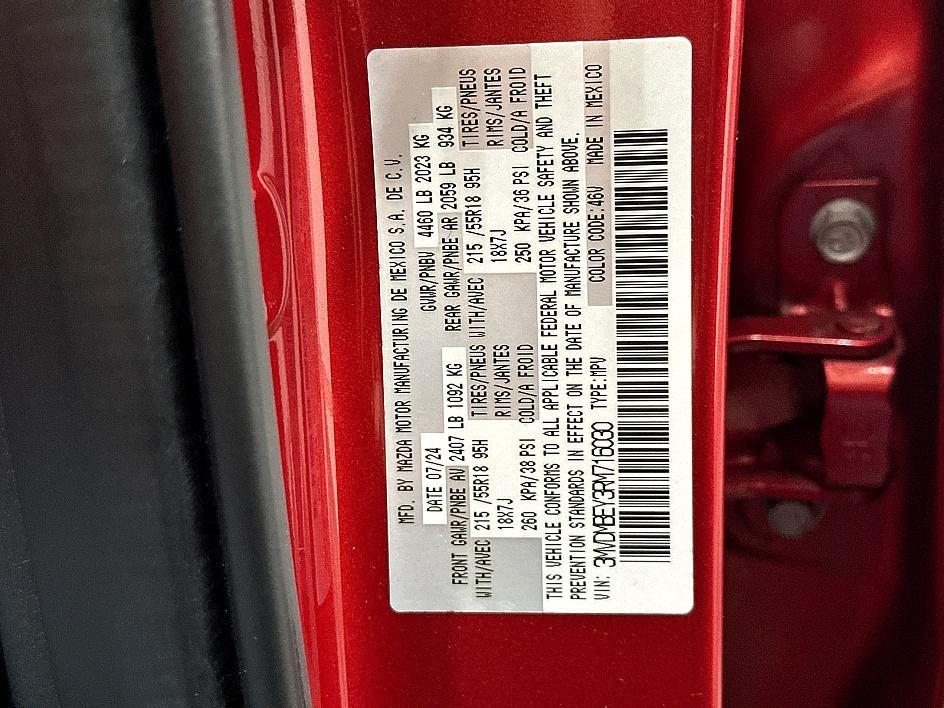 MFD. BY MAZDA MOTOR MANUFACTURING DE MEXICO S.A. DE C.V.
DATE 07/24 GVWR/PNBV 4460 LB 2023 KG
FRONT GAWR/PNBE AV 2407 LB 1092 KG REAR GAWR/PNBE AR 2059 LB 934 KG
WITH/AVEC 215 /55R18 95H TIRES/PNEUS WITH/AVEC 215 /55R18 95H TIRES/PNEUS
18X7J RIMS/JANTES 18X7J RIMS/JANTES
260 KPA/38 PSI COLD/A FROID 250 KPA/36 PSI COLD/A FROID
THIS VEHICLE CONFORMS TO ALL APPLICABLE FEDERAL MOTOR VEHICLE SAFETY AND THEFT
PREVENTION STANDARDS IN EFFECT ON THE DATE OF MANUFACTURE SHOWN ABOVE.
VIN: 3MVDMBEY3RM716030 TYPE:MPV COLOR CODE:46V MADE IN MEXICO